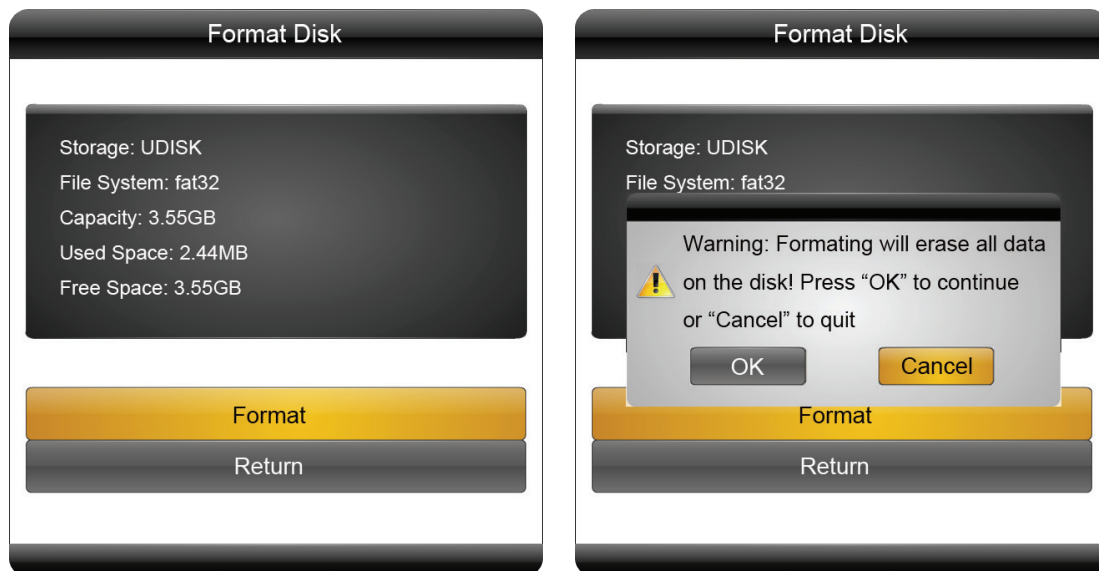 Format Disk
Storage: UDISK
File System: fat32
Capacity: 3.55GB
Used Space: 2.44MB
Free Space: 3.55GB
Format
Return
Format Disk
Storage: UDISK
File System: fat32
Warning: Formating will erase all data
on the disk! Press “OK” to continue
or “Cancel” to quit
OK
Cancel
Format
Return